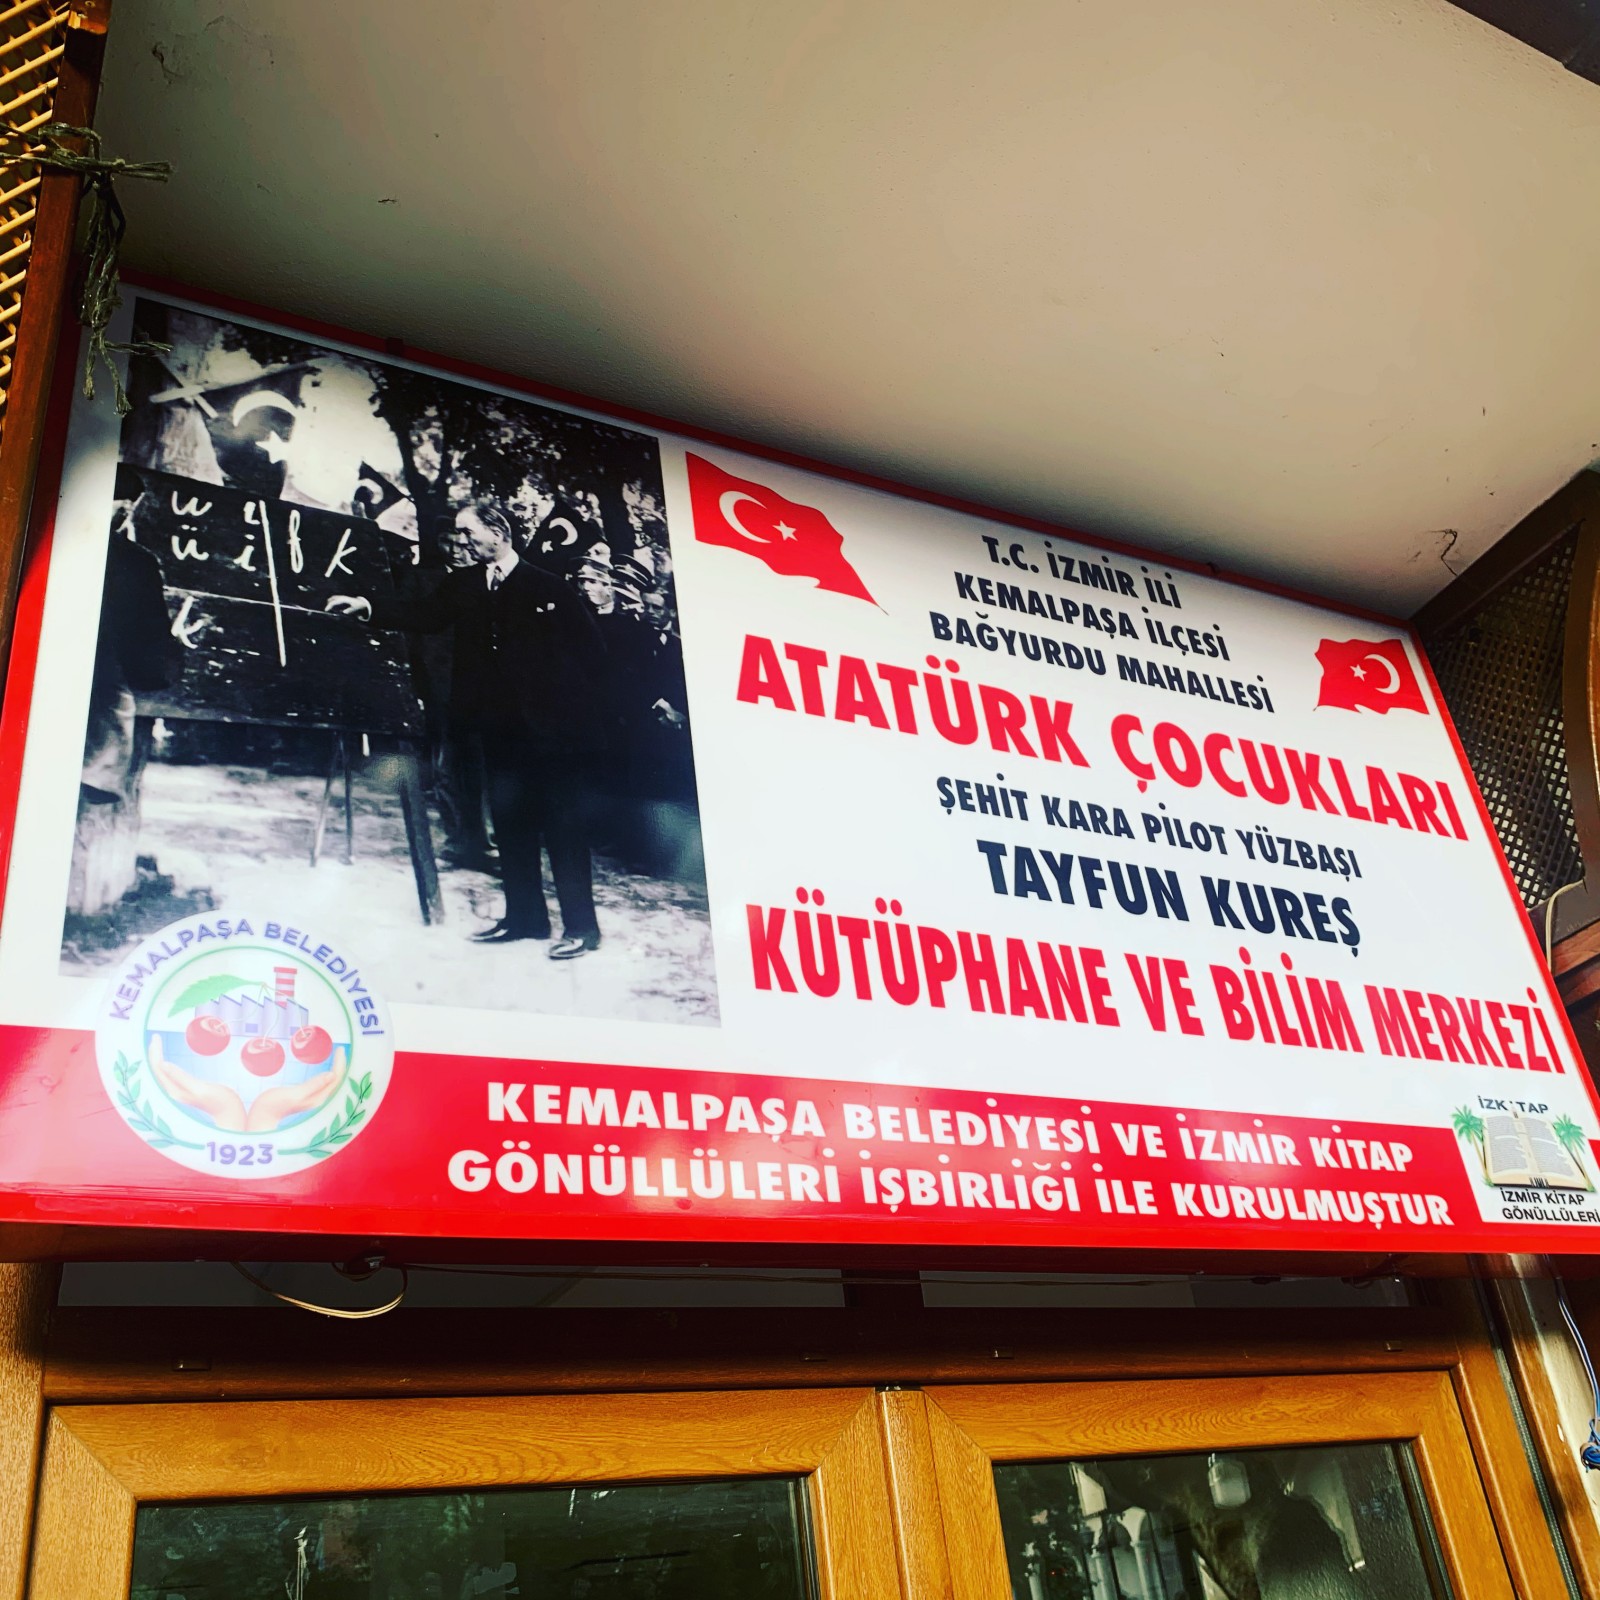 T.C. İZMİR İLİ
KEMALPAŞA İLÇESİ
BAĞYURDU MAHALLESİ
ATATÜRK ÇOCUKLARI
ŞEHİT KARA PİLOT YÜZBAŞI
TAYFUN KUREŞ
KÜTÜPHANE VE BİLİM MERKEZİ
KEMALPAŞA BELEDİYESİ VE İZMİR KİTAP
GÖNÜLLÜLERİ İŞBİRLİĞİ İLE KURULMUŞTUR
KEMALPAŞA BELEDİYESİ
1923
İZKİTAP
İZMİR KİTAP
GÖNÜLLÜLERİ
ü i f k
k